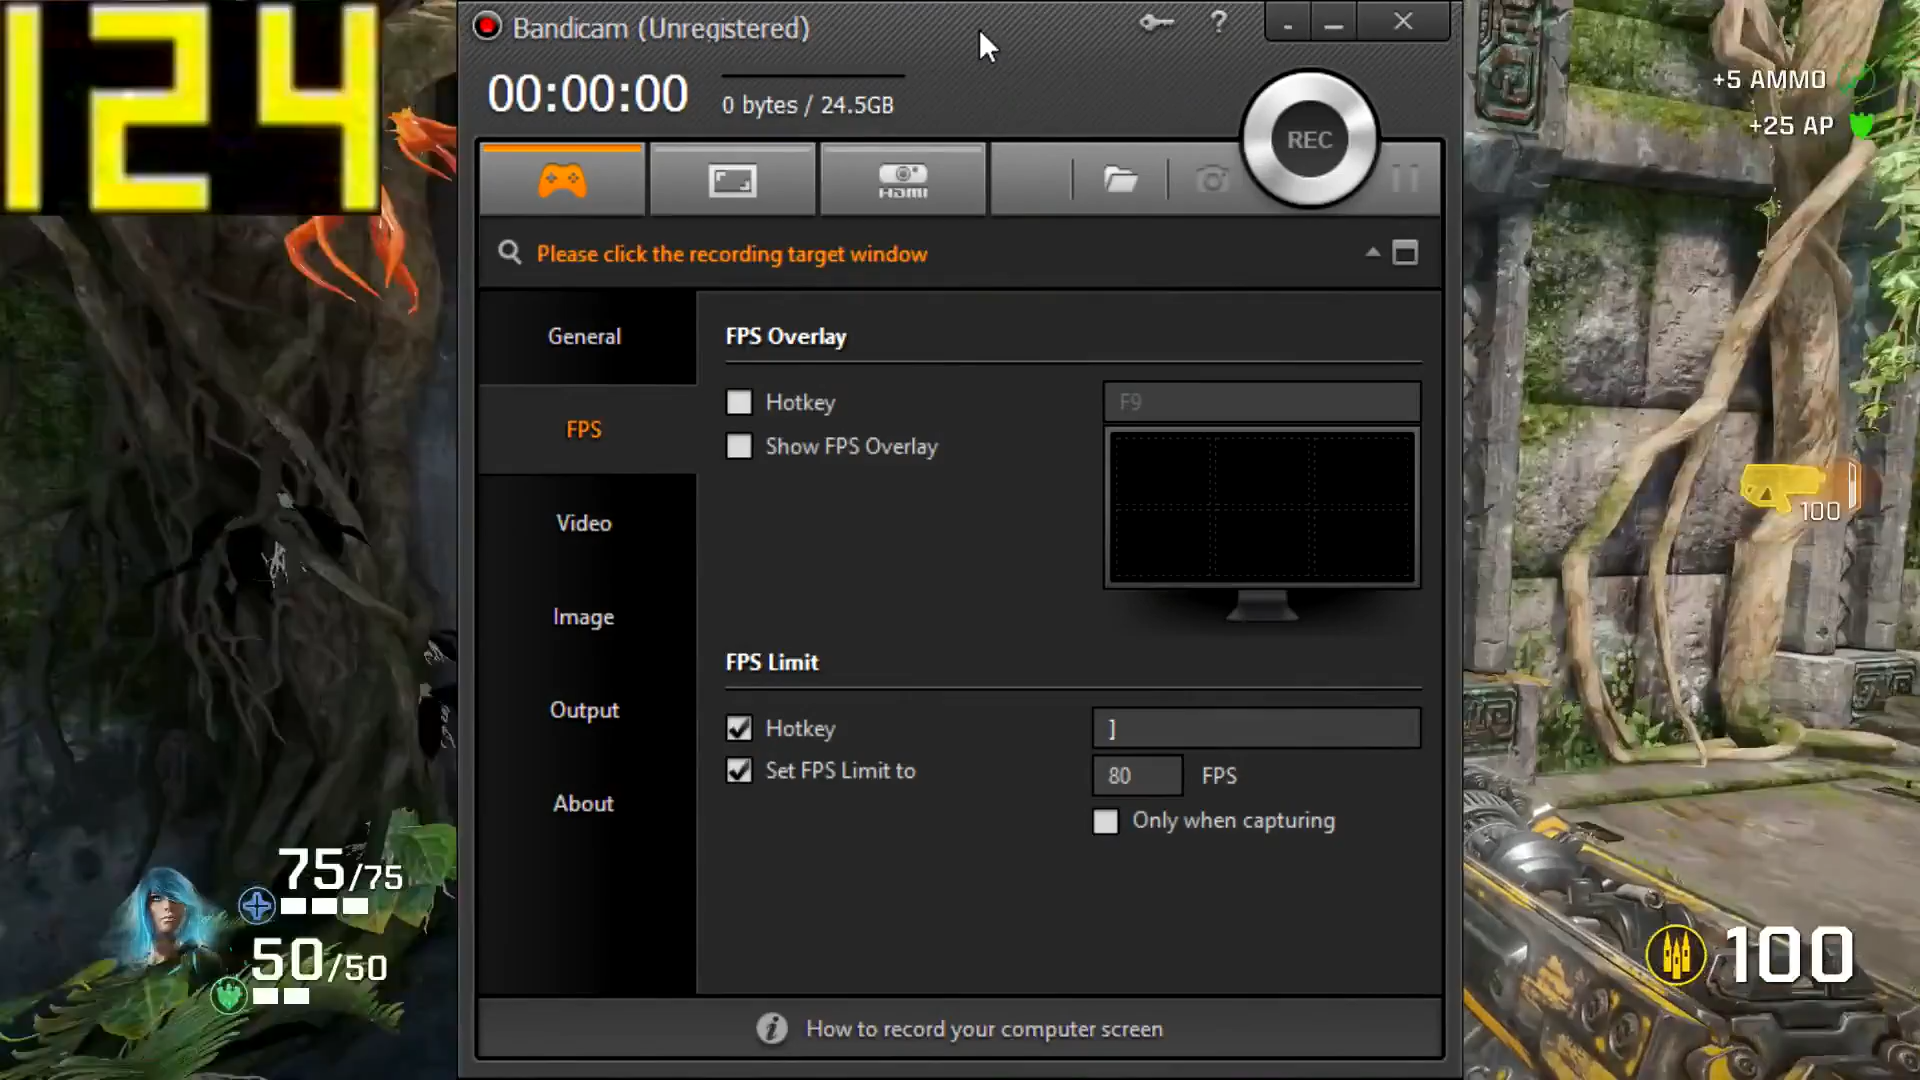 124
Bandicam (Unregistered)
?
00:00:00
0 bytes / 24.5GB
REC
HDMI
Please click the recording target window
General
FPS
Video
Image
Output
About
FPS Overlay
Hotkey
F9
Show FPS Overlay
FPS Limit
Hotkey
]
Set FPS Limit to
80
FPS
Only when capturing
How to record your computer screen
75/75
50/50
+5 AMMO
+25 AP
100
100